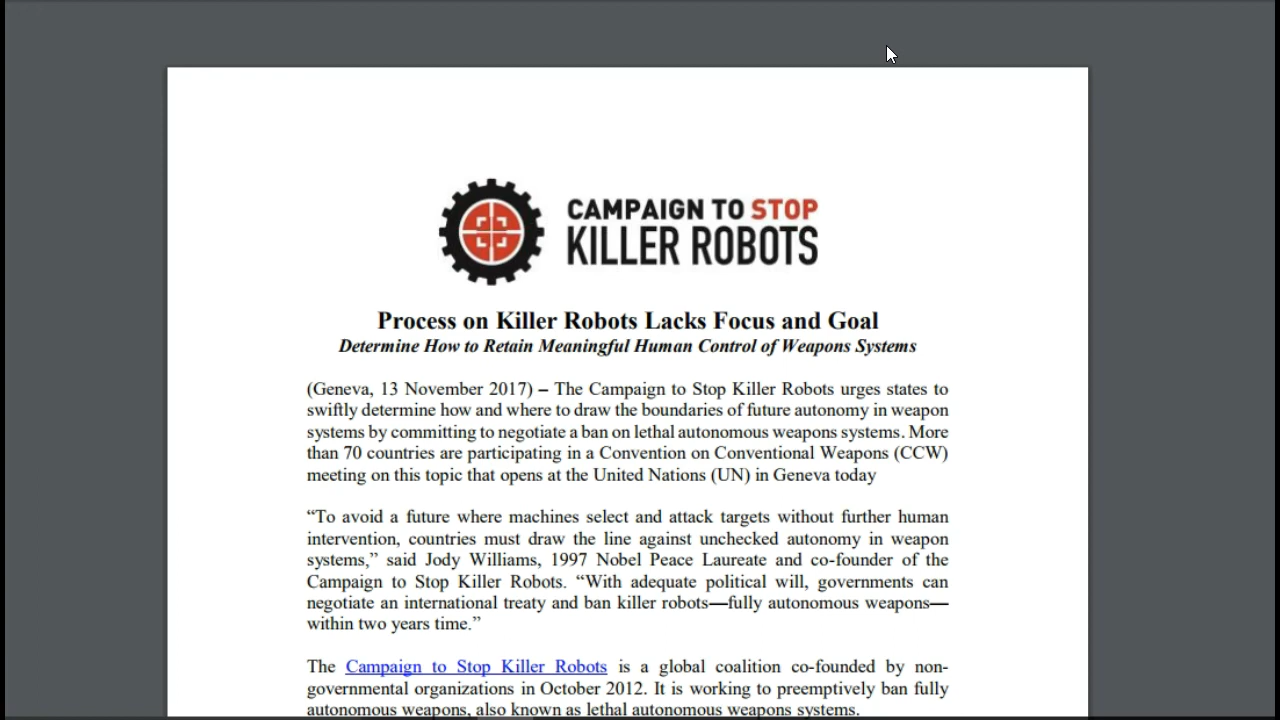 CAMPAIGN TO STOP
KILLER ROBOTS
Process on Killer Robots Lacks Focus and Goal
Determine How to Retain Meaningful Human Control of Weapons Systems
(Geneva, 13 November 2017) – The Campaign to Stop Killer Robots urges states to
swiftly determine how and where to draw the boundaries of future autonomy in weapon
systems by committing to negotiate a ban on lethal autonomous weapons systems. More
than 70 countries are participating in a Convention on Conventional Weapons (CCW)
meeting on this topic that opens at the United Nations (UN) in Geneva today
“To avoid a future where machines select and attack targets without further human
intervention, countries must draw the line against unchecked autonomy in weapon
systems,” said Jody Williams, 1997 Nobel Peace Laureate and co-founder of the
Campaign to Stop Killer Robots. “With adequate political will, governments can
negotiate an international treaty and ban killer robots—fully autonomous weapons—
within two years time.”
The Campaign to Stop Killer Robots is a global coalition co-founded by non-
governmental organizations in October 2012. It is working to preemptively ban fully
autonomous weapons, also known as lethal autonomous weapons systems.